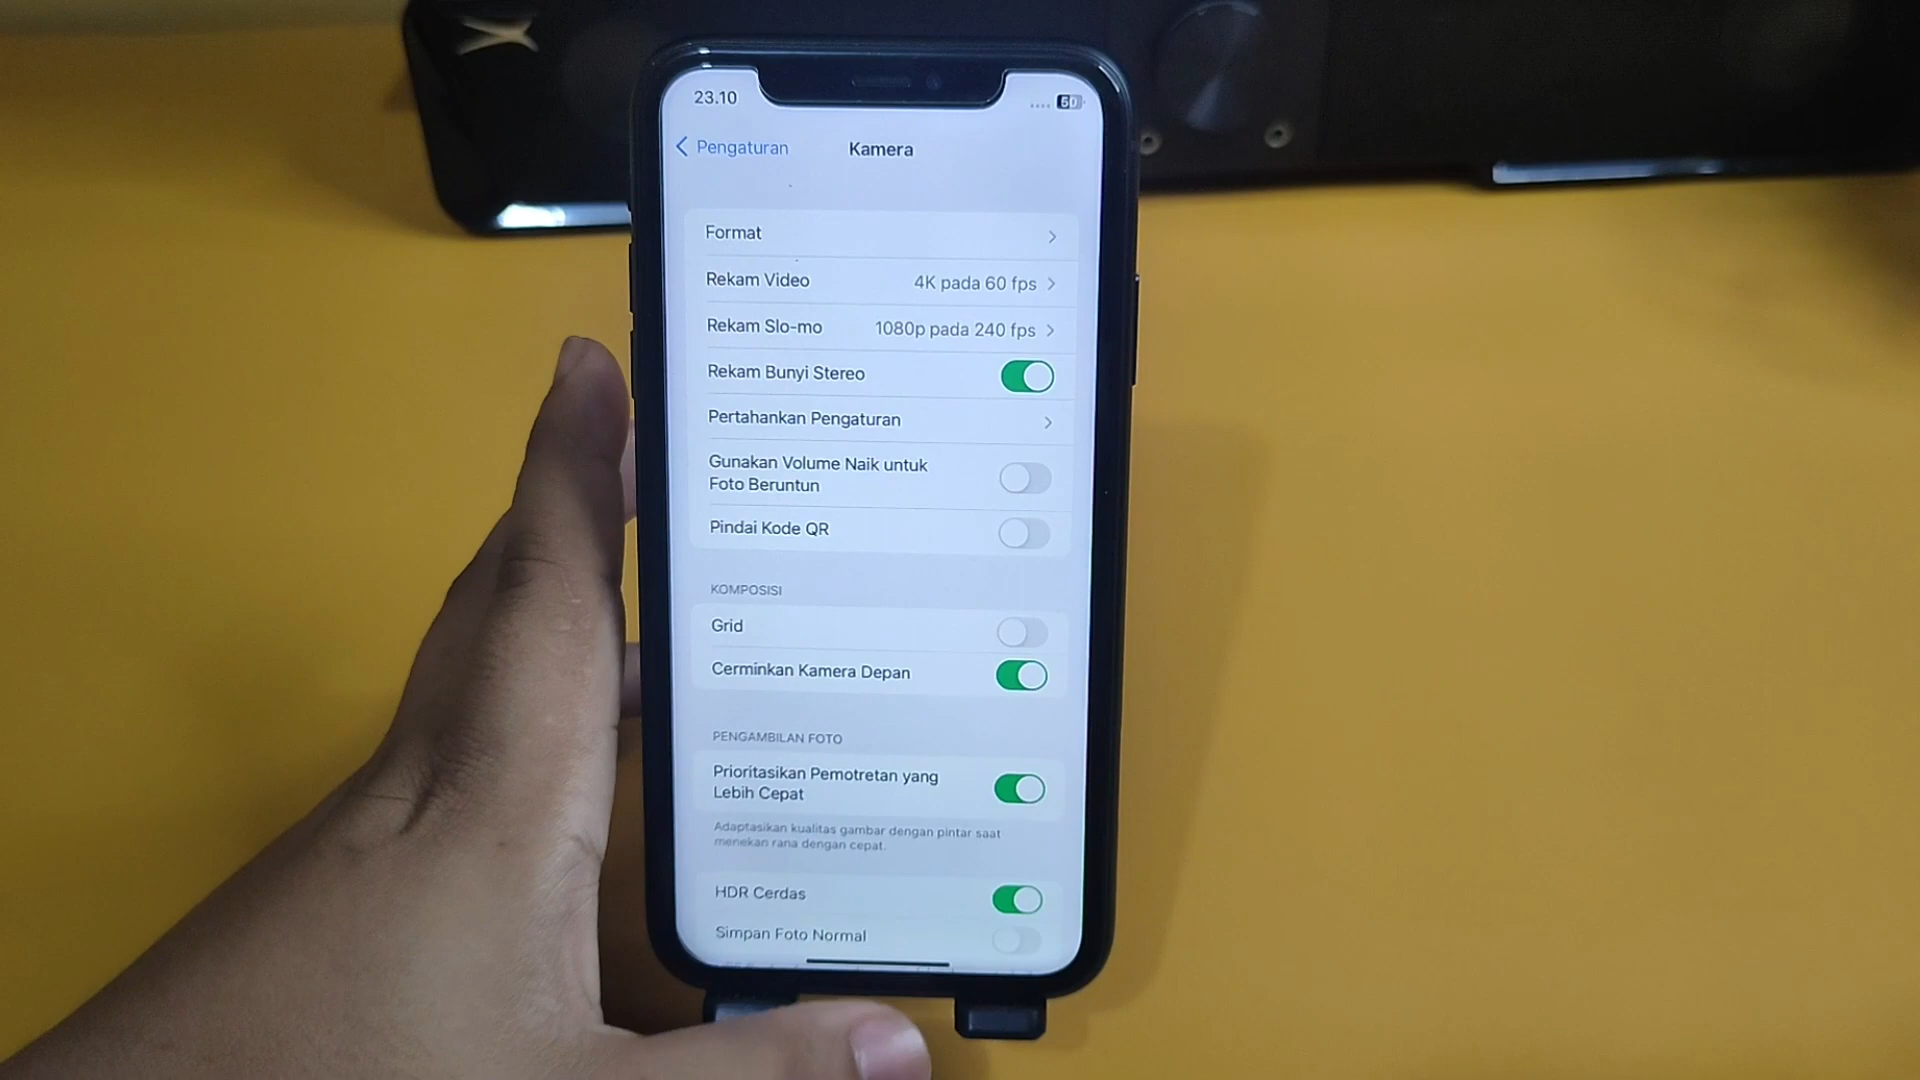 23.10
50
Pengaturan
Kamera
Format
Rekam Video 4K pada 60 fps
Rekam Slo-mo 1080p pada 240 fps
Rekam Bunyi Stereo
Pertahankan Pengaturan
Gunakan Volume Naik untuk
Foto Beruntun
Pindai Kode QR
KOMPOSISI
Grid
Cerminkan Kamera Depan
PENGAMBILAN FOTO
Prioritasikan Pemotretan yang
Lebih Cepat
Adaptasikan kualitas gambar dengan pintar saat
menekan rana dengan cepat.
HDR Cerdas
Simpan Foto Normal